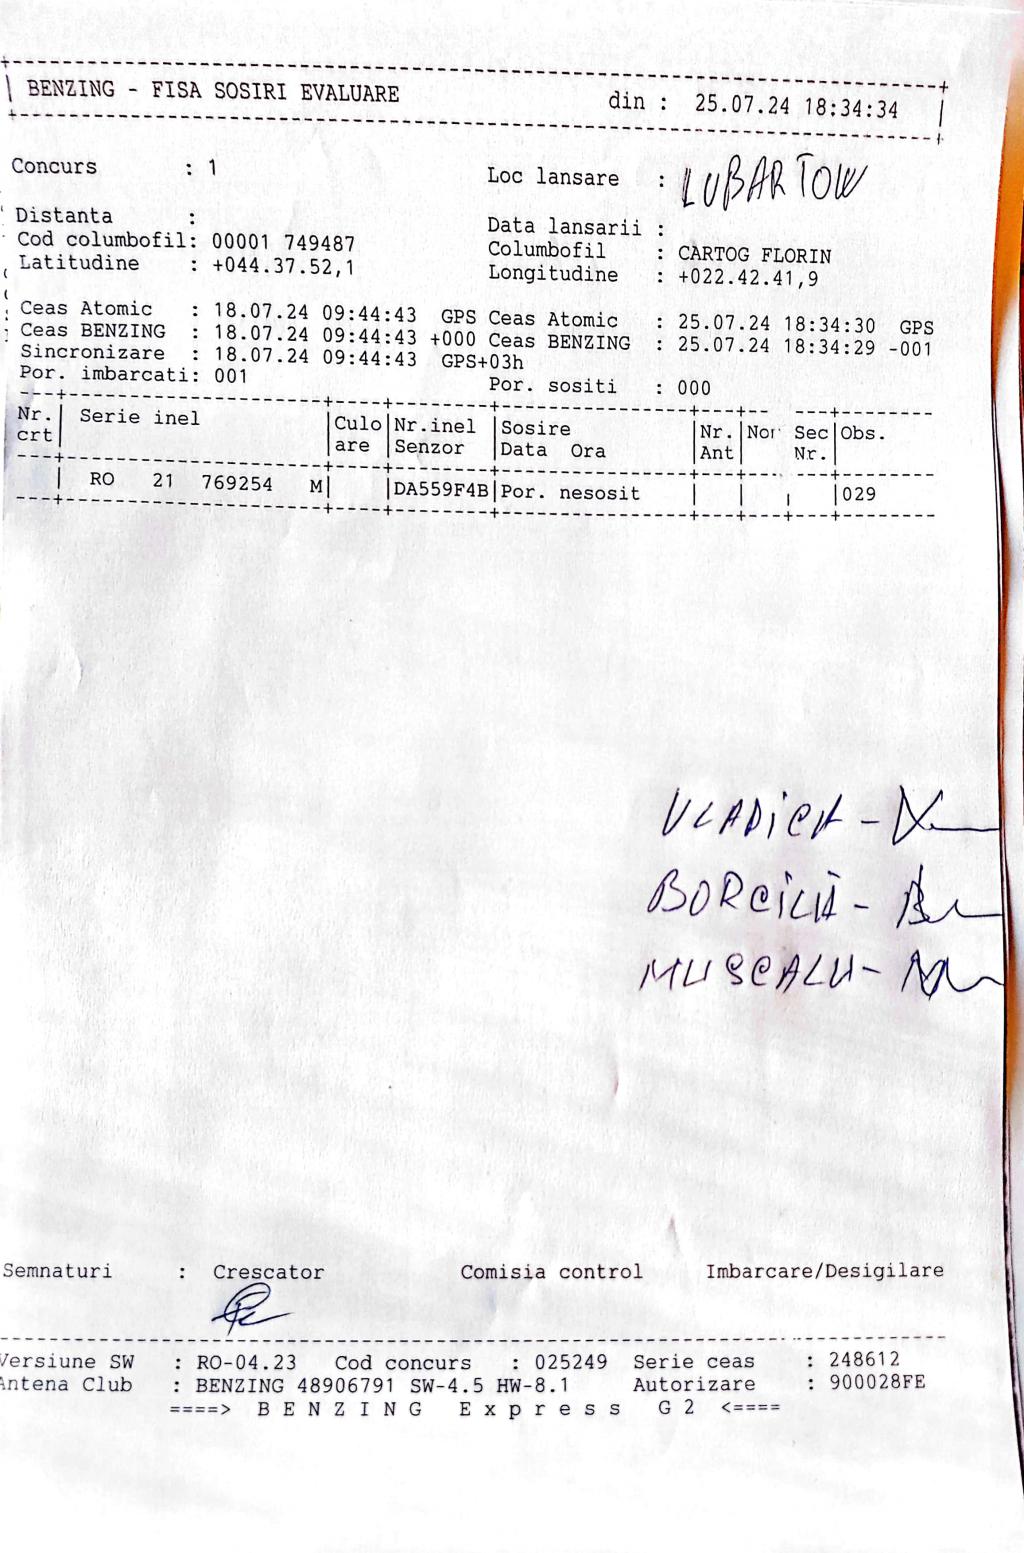 BENZING - FISA SOSIRI EVALUARE din : 25.07.24 18:34:34
Concurs : 1 Loc lansare : LUBARTOW
Distanta : Data lansarii :
Cod columbofil: 00001 749487 Columbofil : CARTOG FLORIN
Latitudine : +044.37.52,1 Longitudine : +022.42.41,9
Ceas Atomic : 18.07.24 09:44:43 GPS Ceas Atomic : 25.07.24 18:34:30 GPS
Ceas BENZING : 18.07.24 09:44:43 +000 Ceas BENZING : 25.07.24 18:34:29 -001
Sincronizare : 18.07.24 09:44:43 GPS+03h
Por. imbarcati: 001 Por. sositi : 000
Nr. Serie inel Culo Nr.inel Sosire Nr. Sec Obs.
crt are Senzor Data Ora Ant Nr.
RO 21 769254 M DA559F4B Por. nesosit 029
VLADICA -
BORCILĂ -
MUSCALU -
Semnaturi : Crescator Comisia control Imbarcare/Desigilare
Versiune SW : RO-04.23 Cod concurs : 025249 Serie ceas : 248612
Antena Club : BENZING 48906791 SW-4.5 HW-8.1 Autorizare : 900028FE
====> B E N Z I N G E x p r e s s G 2 <====